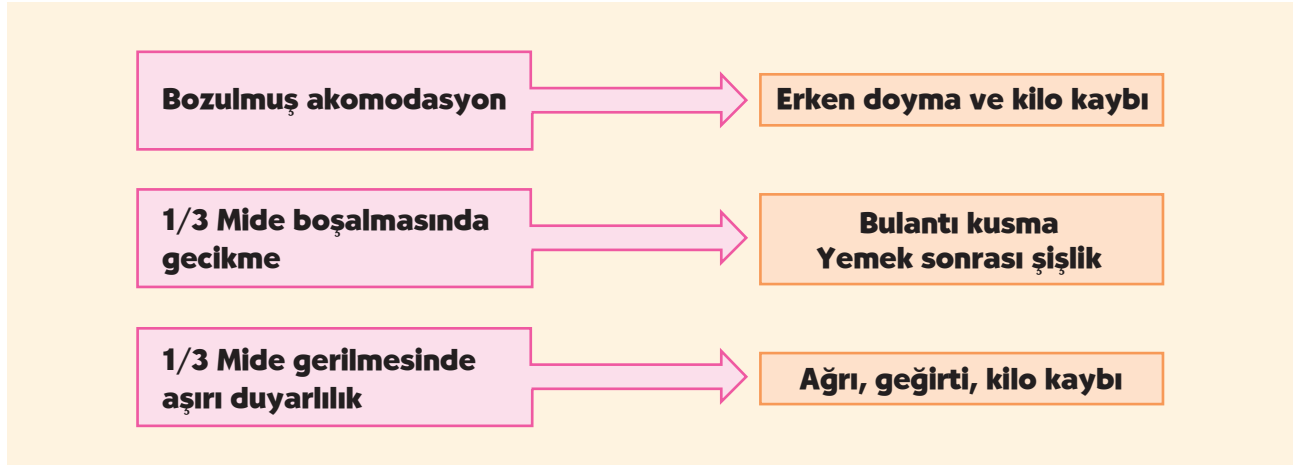 Bozulmuş akomodasyon
Erken doyma ve kilo kaybı
1/3 Mide boşalmasında
gecikme
Bulantı kusma
Yemek sonrası şişlik
1/3 Mide gerilmesinde
aşırı duyarlılık
Ağrı, geğirti, kilo kaybı